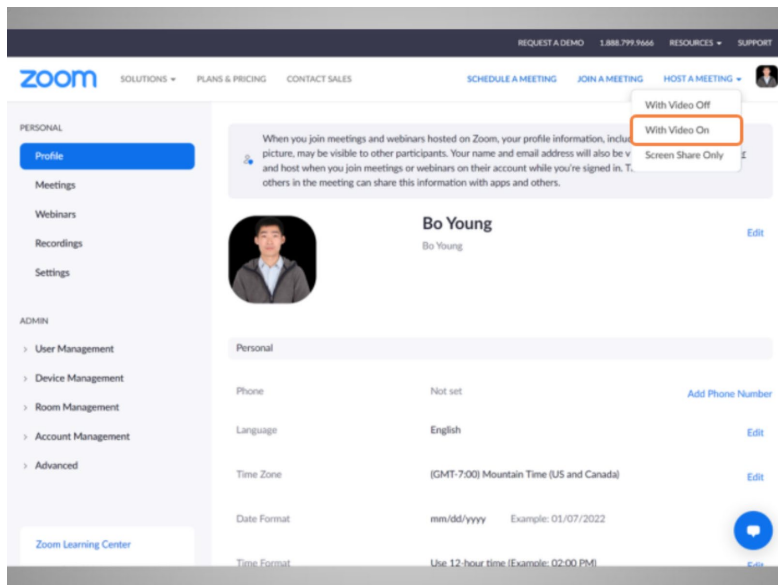 REQUEST A DEMO 1.888.799.9666 RESOURCES SUPPORT
zoom SOLUTIONS PLANS & PRICING CONTACT SALES SCHEDULE A MEETING JOIN A MEETING HOST A MEETING
With Video Off
With Video On
Screen Share Only
PERSONAL
Profile
Meetings
Webinars
Recordings
Settings
ADMIN
User Management
Device Management
Room Management
Account Management
Advanced
Zoom Learning Center
When you join meetings and webinars hosted on Zoom, your profile information, inclu
picture, may be visible to other participants. Your name and email address will also be v
and host when you join meetings or webinars on their account while you're signed in. T
others in the meeting can share this information with apps and others.
Bo Young
Bo Young
Edit
Personal
Phone Not set Add Phone Number
Language English Edit
Time Zone (GMT-7:00) Mountain Time (US and Canada) Edit
Date Format mm/dd/yyyy Example: 01/07/2022
Time Format Use 12-hour time (Example: 02:00 PM) Edit